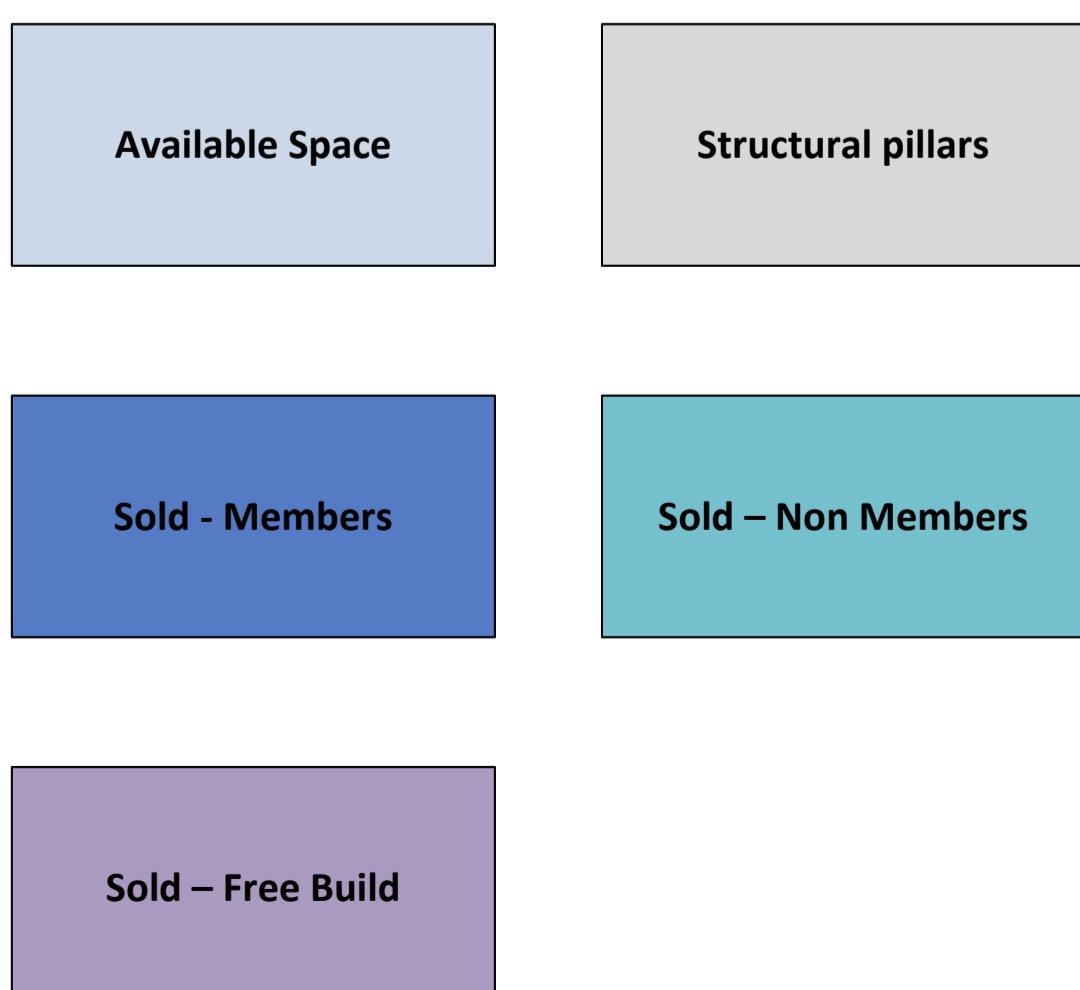 Available Space
Structural pillars
Sold - Members
Sold – Non Members
Sold – Free Build